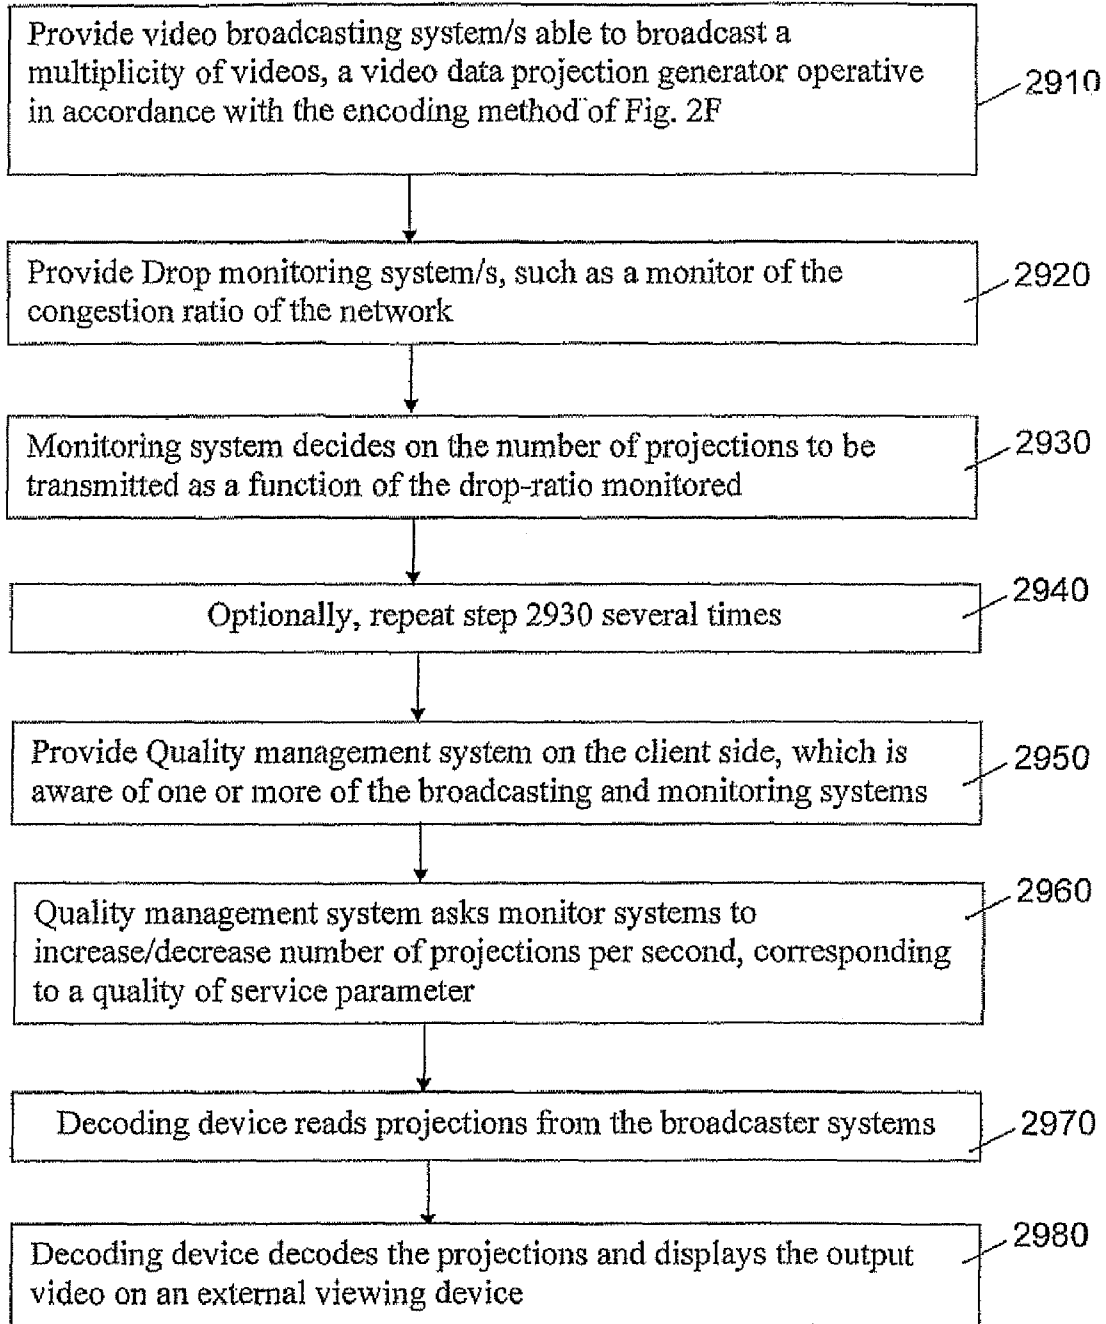 Provide video broadcasting system/s able to broadcast a
multiplicity of videos, a video data projection generator operative
in accordance with the encoding method of Fig. 2F
2910
Provide Drop monitoring system/s, such as a monitor of the
congestion ratio of the network
2920
Monitoring system decides on the number of projections to be
transmitted as a function of the drop-ratio monitored
2930
Optionally, repeat step 2930 several times
2940
Provide Quality management system on the client side, which is
aware of one or more of the broadcasting and monitoring systems
2950
Quality management system asks monitor systems to
increase/decrease number of projections per second, corresponding
to a quality of service parameter
2960
Decoding device reads projections from the broadcaster systems
2970
Decoding device decodes the projections and displays the output
video on an external viewing device
2980